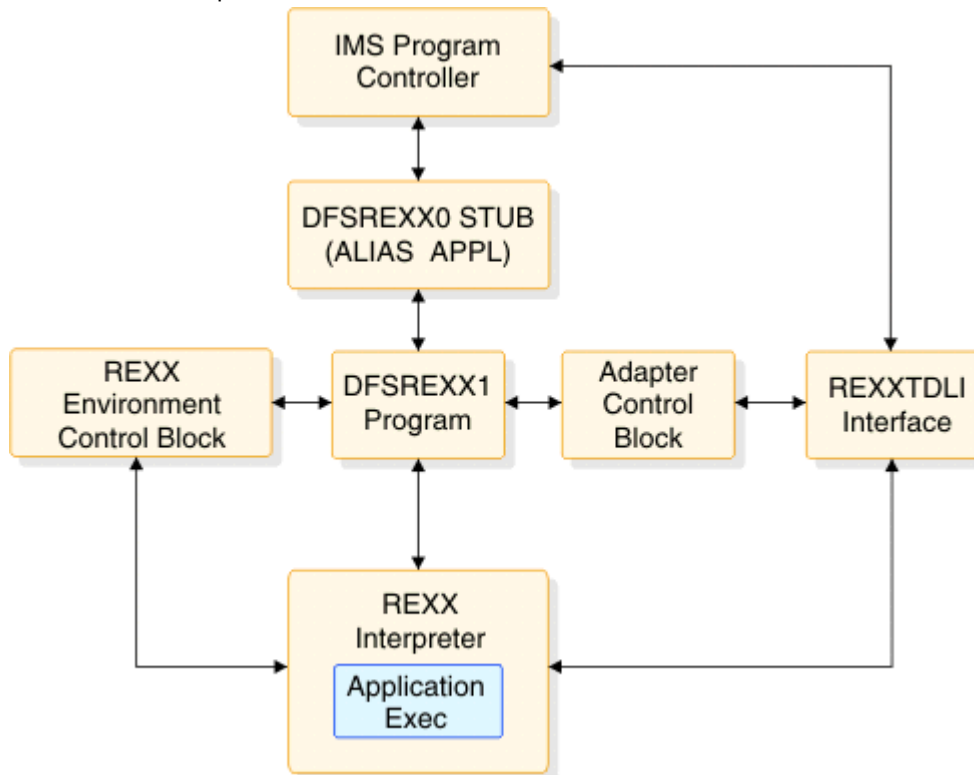 IMS Program
Controller
DFSREXX0 STUB
(ALIAS APPL)
REXX
Environment
Control Block
DFSREXX1
Program
Adapter
Control
Block
REXXTDLI
Interface
REXX
Interpreter
Application
Exec